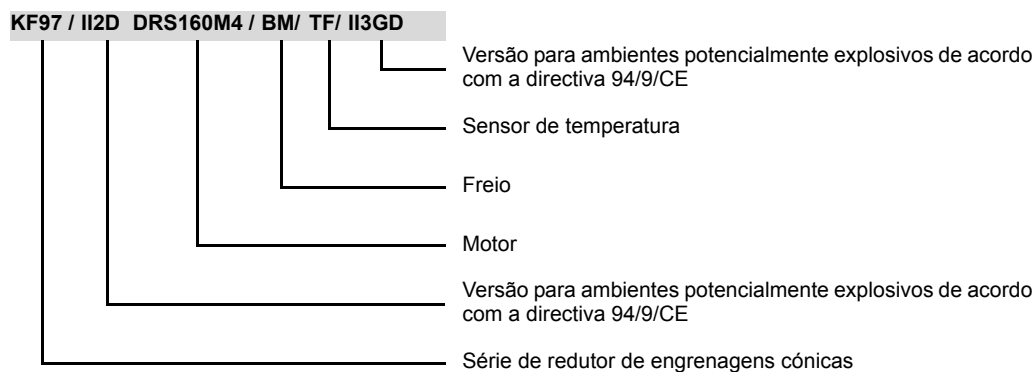 KF97 / II2D DRS160M4 / BM/ TF/ II3GD
Versão para ambientes potencialmente explosivos de acordo
com a directiva 94/9/CE
Sensor de temperatura
Freio
Motor
Versão para ambientes potencialmente explosivos de acordo
com a directiva 94/9/CE
Série de redutor de engrenagens cónicas